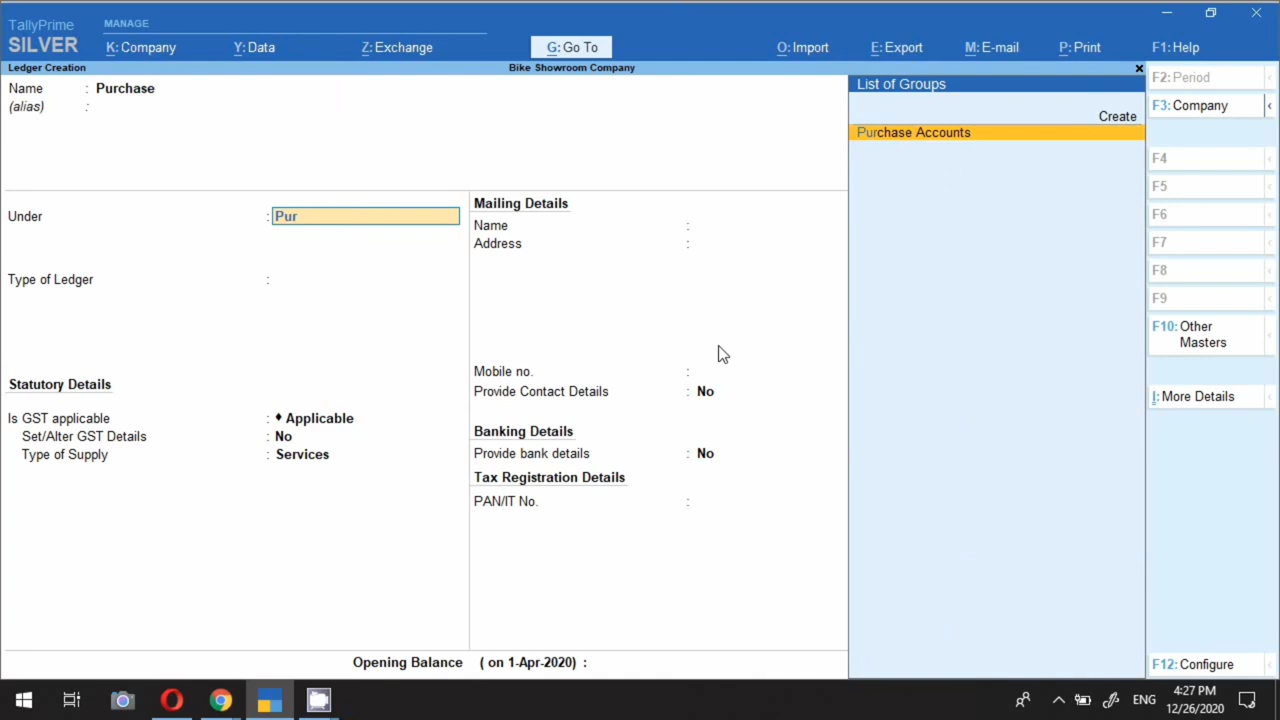 TallyPrime
MANAGE
SILVER
K: Company
Y: Data
Z: Exchange
G: Go To
O: Import
E: Export
M: E-mail
P: Print
F1: Help
Ledger Creation
Bike Showroom Company
Name : Purchase
(alias) :
Under : Pur
Type of Ledger :
Statutory Details
Is GST applicable : ♦ Applicable
Set/Alter GST Details : No
Type of Supply : Services
Mailing Details
Name :
Address :
Mobile no. :
Provide Contact Details : No
Banking Details
Provide bank details : No
Tax Registration Details
PAN/IT No. :
Opening Balance ( on 1-Apr-2020) :
List of Groups
Create
Purchase Accounts
F2: Period
F3: Company
F4
F5
F6
F7
F8
F9
F10: Other
Masters
I: More Details
F12: Configure
ENG
4:27 PM
12/26/2020